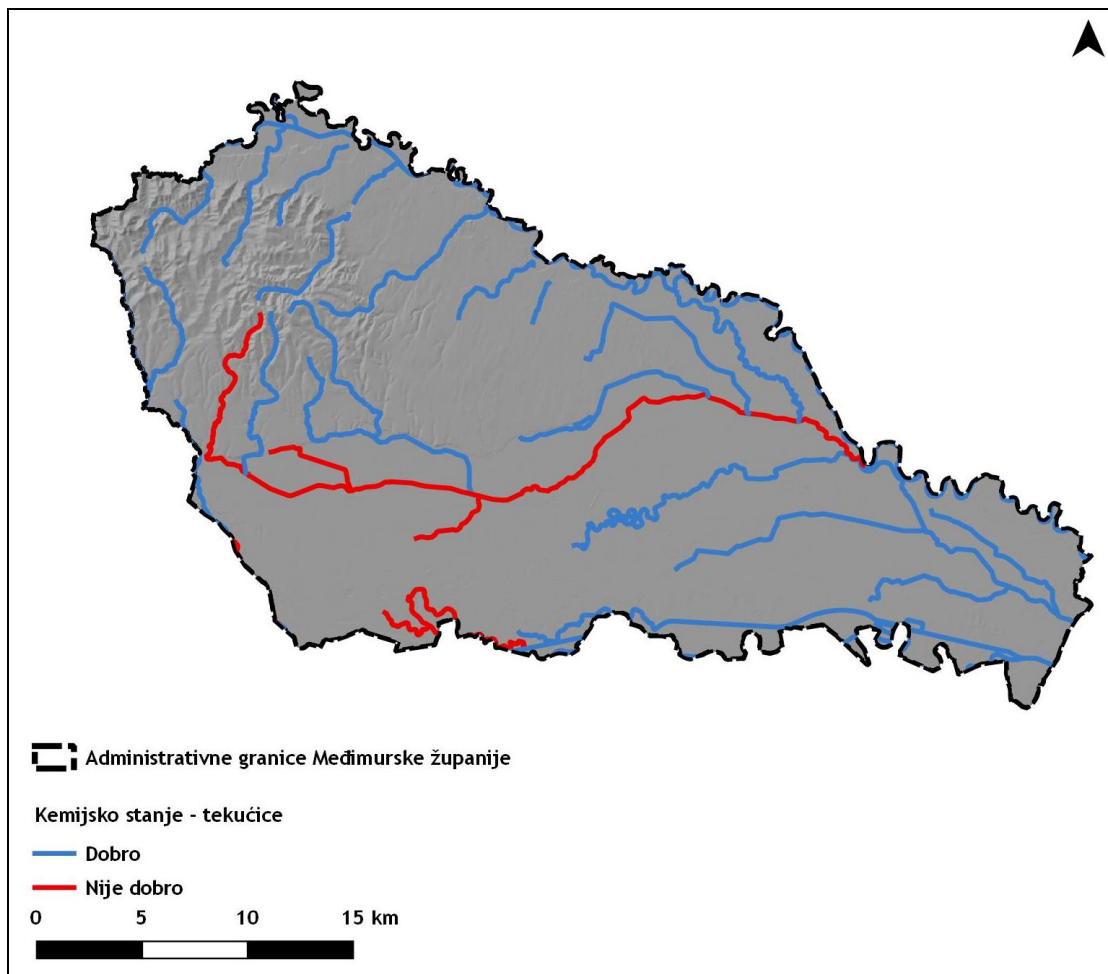 Administrativne granice Međimurske županije
Kemijsko stanje - tekućice
Dobro
Nije dobro
0 5 10 15 km